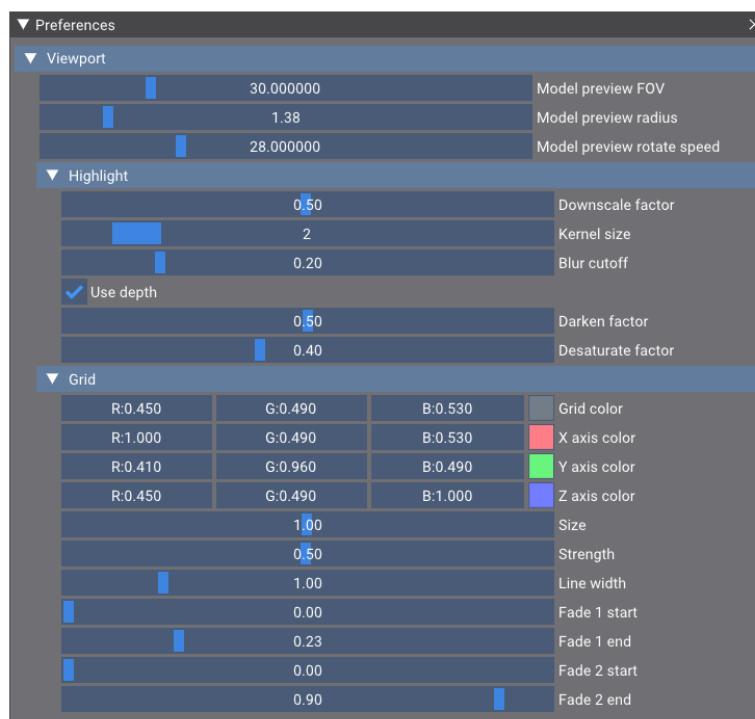 Preferences
Viewport
30.000000 Model preview FOV
1.38 Model preview radius
28.000000 Model preview rotate speed
Highlight
0.50 Downscale factor
2 Kernel size
0.20 Blur cutoff
Use depth
0.50 Darken factor
0.40 Desaturate factor
Grid
R:0.450 G:0.490 B:0.530 Grid color
R:1.000 G:0.490 B:0.530 X axis color
R:0.410 G:0.960 B:0.490 Y axis color
R:0.450 G:0.490 B:1.000 Z axis color
1.00 Size
0.50 Strength
1.00 Line width
0.00 Fade 1 start
0.23 Fade 1 end
0.00 Fade 2 start
0.90 Fade 2 end